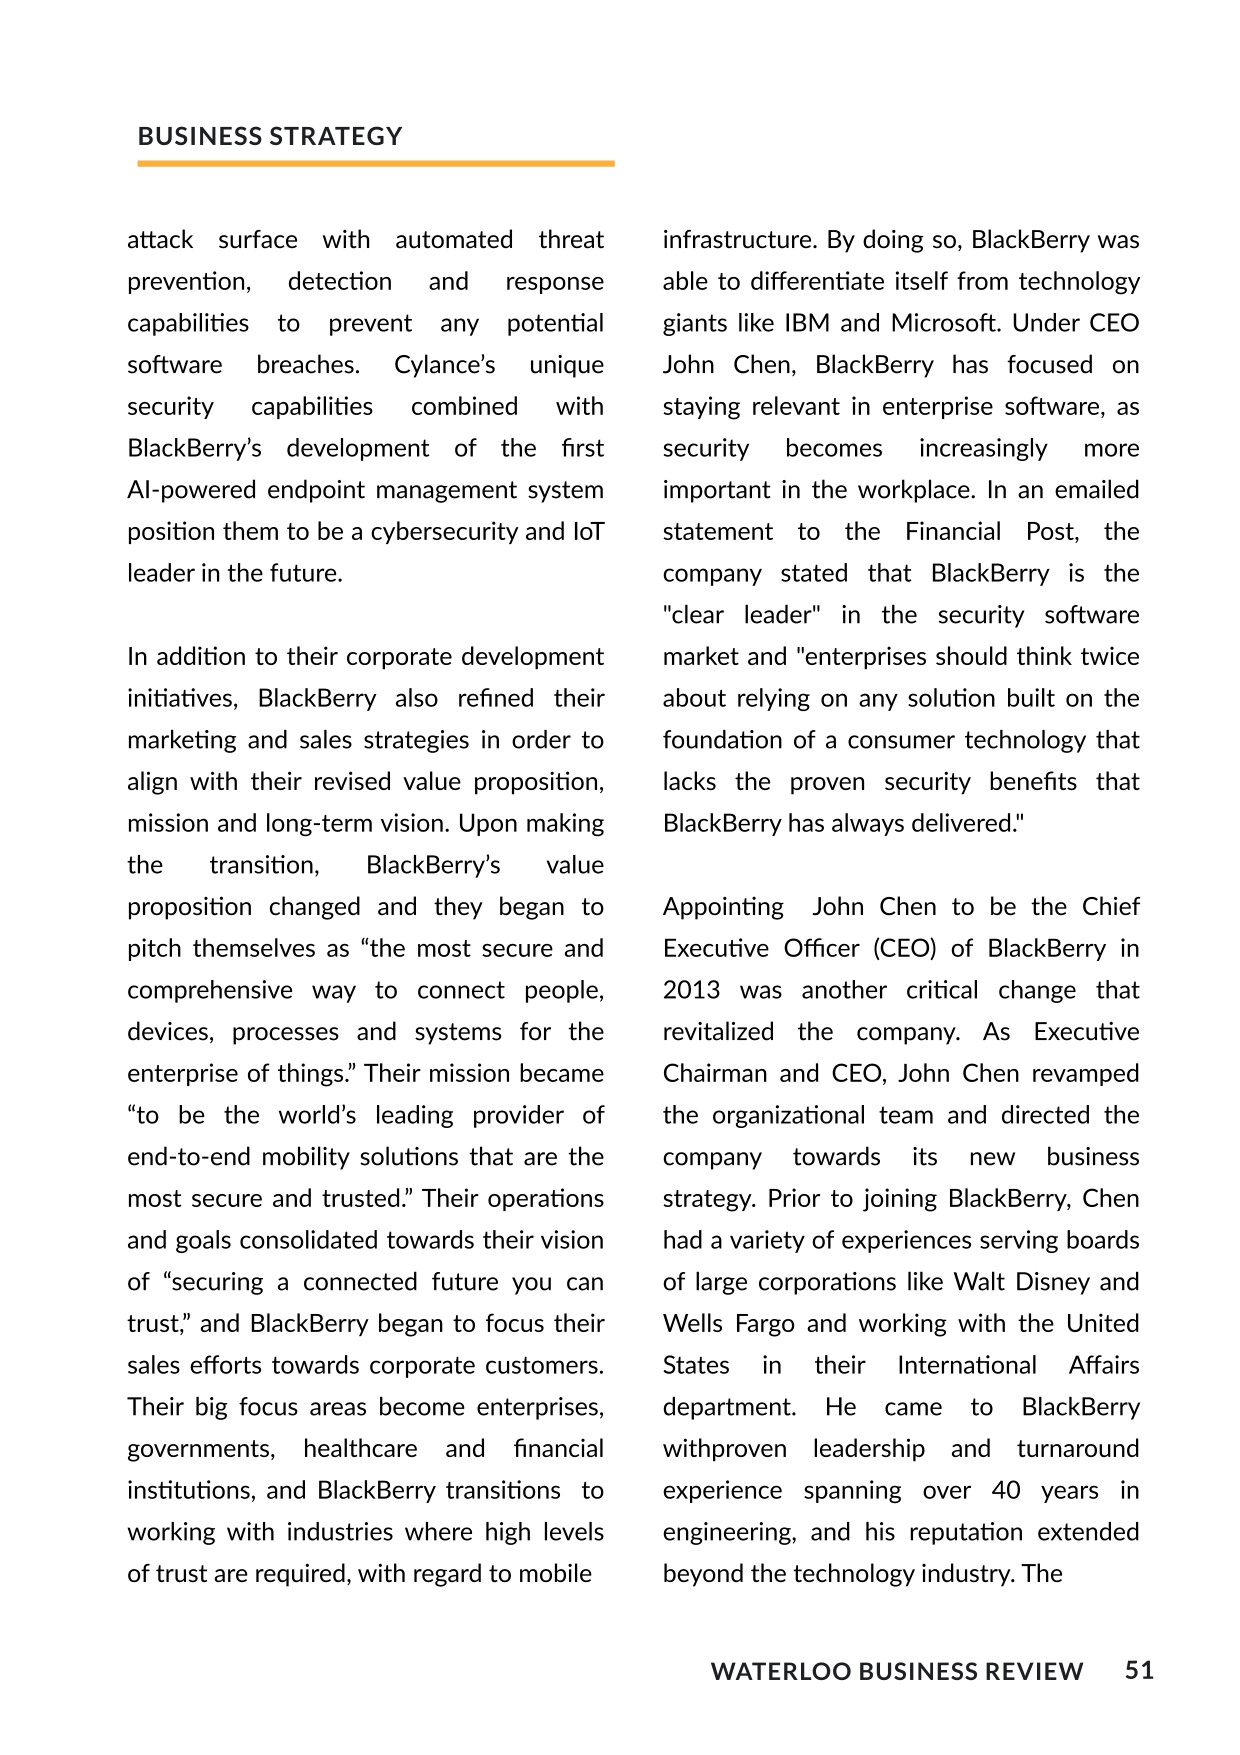 BUSINESS STRATEGY
attack surface with automated threat
prevention, detection and response
capabilities to prevent any potential
software breaches. Cylance’s unique
security capabilities combined with
BlackBerry’s development of the first
AI-powered endpoint management system
position them to be a cybersecurity and IoT
leader in the future.
In addition to their corporate development
initiatives, BlackBerry also refined their
marketing and sales strategies in order to
align with their revised value proposition,
mission and long-term vision. Upon making
the transition, BlackBerry’s value
proposition changed and they began to
pitch themselves as “the most secure and
comprehensive way to connect people,
devices, processes and systems for the
enterprise of things.” Their mission became
“to be the world’s leading provider of
end-to-end mobility solutions that are the
most secure and trusted.” Their operations
and goals consolidated towards their vision
of “securing a connected future you can
trust,” and BlackBerry began to focus their
sales efforts towards corporate customers.
Their big focus areas become enterprises,
governments, healthcare and financial
institutions, and BlackBerry transitions to
working with industries where high levels
of trust are required, with regard to mobile
infrastructure. By doing so, BlackBerry was
able to differentiate itself from technology
giants like IBM and Microsoft. Under CEO
John Chen, BlackBerry has focused on
staying relevant in enterprise software, as
security becomes increasingly more
important in the workplace. In an emailed
statement to the Financial Post, the
company stated that BlackBerry is the
"clear leader" in the security software
market and "enterprises should think twice
about relying on any solution built on the
foundation of a consumer technology that
lacks the proven security benefits that
BlackBerry has always delivered."
Appointing John Chen to be the Chief
Executive Officer (CEO) of BlackBerry in
2013 was another critical change that
revitalized the company. As Executive
Chairman and CEO, John Chen revamped
the organizational team and directed the
company towards its new business
strategy. Prior to joining BlackBerry, Chen
had a variety of experiences serving boards
of large corporations like Walt Disney and
Wells Fargo and working with the United
States in their International Affairs
department. He came to BlackBerry
withproven leadership and turnaround
experience spanning over 40 years in
engineering, and his reputation extended
beyond the technology industry. The
WATERLOO BUSINESS REVIEW 51